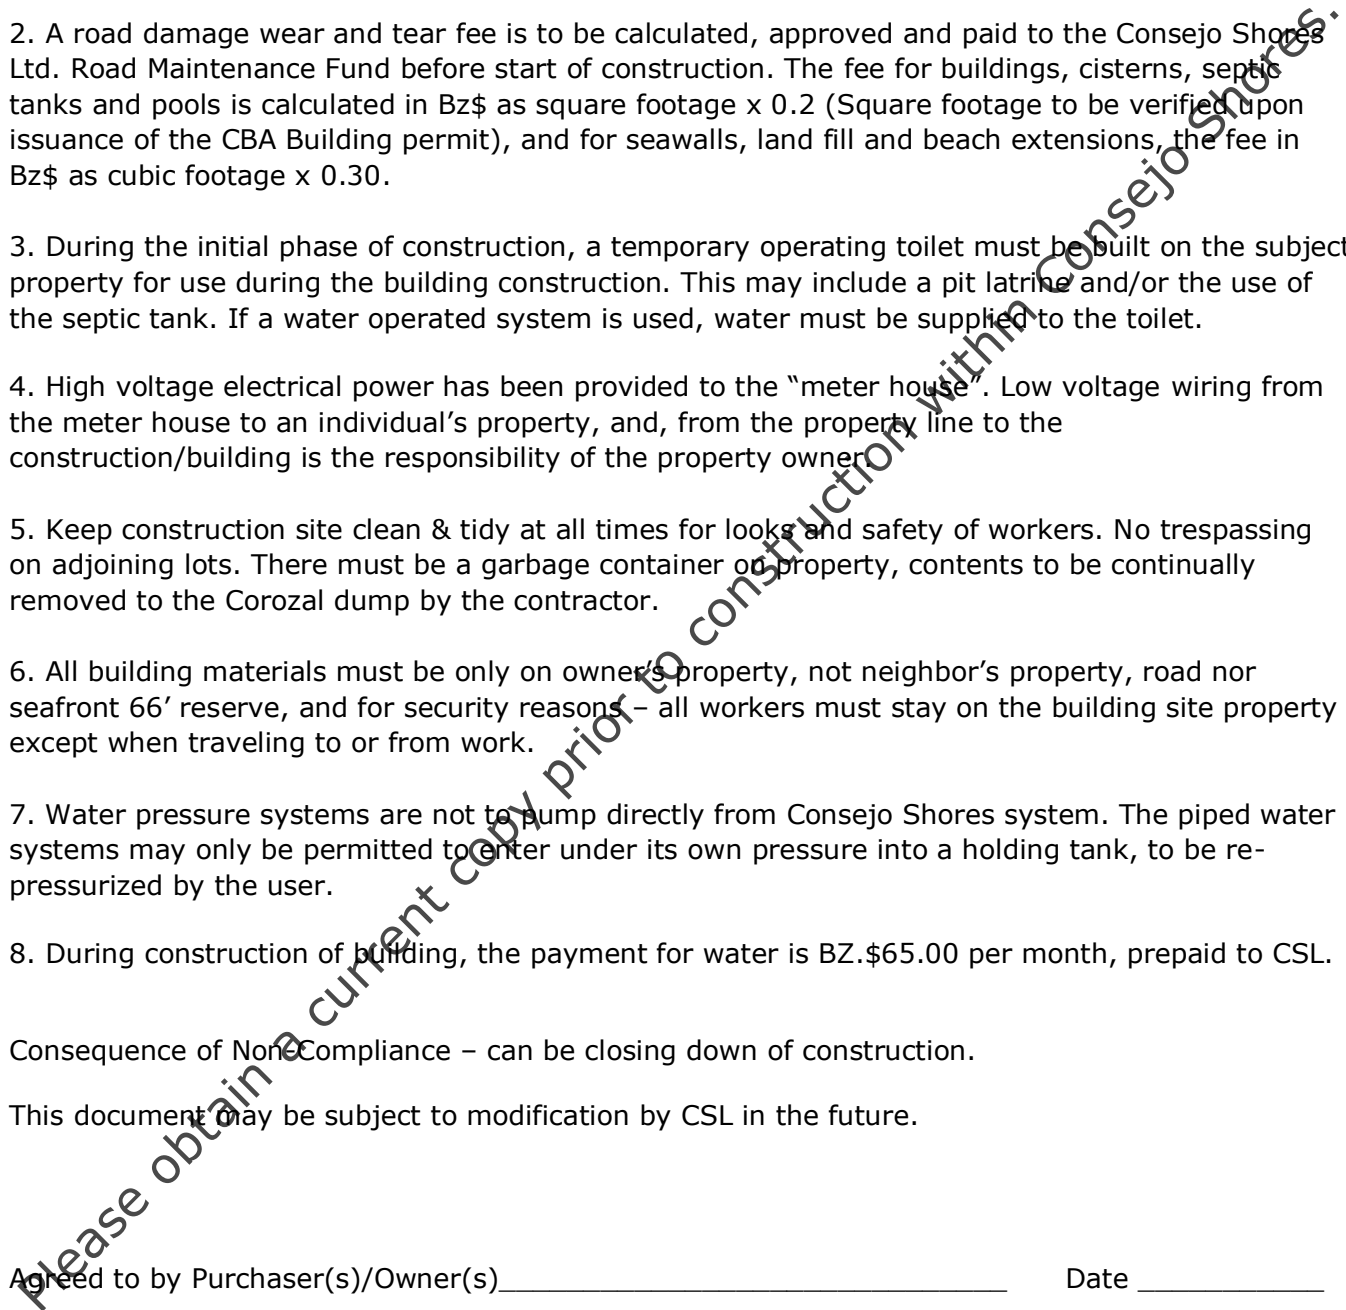 2. A road damage wear and tear fee is to be calculated, approved and paid to the Consejo Shores
Ltd. Road Maintenance Fund before start of construction. The fee for buildings, cisterns, septic
tanks and pools is calculated in Bz$ as square footage x 0.2 (Square footage to be verified upon
issuance of the CBA Building permit), and for seawalls, land fill and beach extensions, the fee in
Bz$ as cubic footage x 0.30.
3. During the initial phase of construction, a temporary operating toilet must be built on the subject
property for use during the building construction. This may include a pit latrine and/or the use of
the septic tank. If a water operated system is used, water must be supplied to the toilet.
4. High voltage electrical power has been provided to the “meter house”. Low voltage wiring from
the meter house to an individual’s property, and, from the property line to the
construction/building is the responsibility of the property owner.
5. Keep construction site clean & tidy at all times for looks and safety of workers. No trespassing
on adjoining lots. There must be a garbage container on property, contents to be continually
removed to the Corozal dump by the contractor.
6. All building materials must be only on owner’s property, not neighbor’s property, road nor
seafront 66’ reserve, and for security reasons – all workers must stay on the building site property
except when traveling to or from work.
7. Water pressure systems are not to pump directly from Consejo Shores system. The piped water
systems may only be permitted to enter under its own pressure into a holding tank, to be re-
pressurized by the user.
8. During construction of building, the payment for water is BZ.$65.00 per month, prepaid to CSL.
Consequence of Non-Compliance – can be closing down of construction.
This document may be subject to modification by CSL in the future.
Agreed to by Purchaser(s)/Owner(s)______________________________ Date ___________
Please obtain a current copy prior to construction within Consejo Shores.